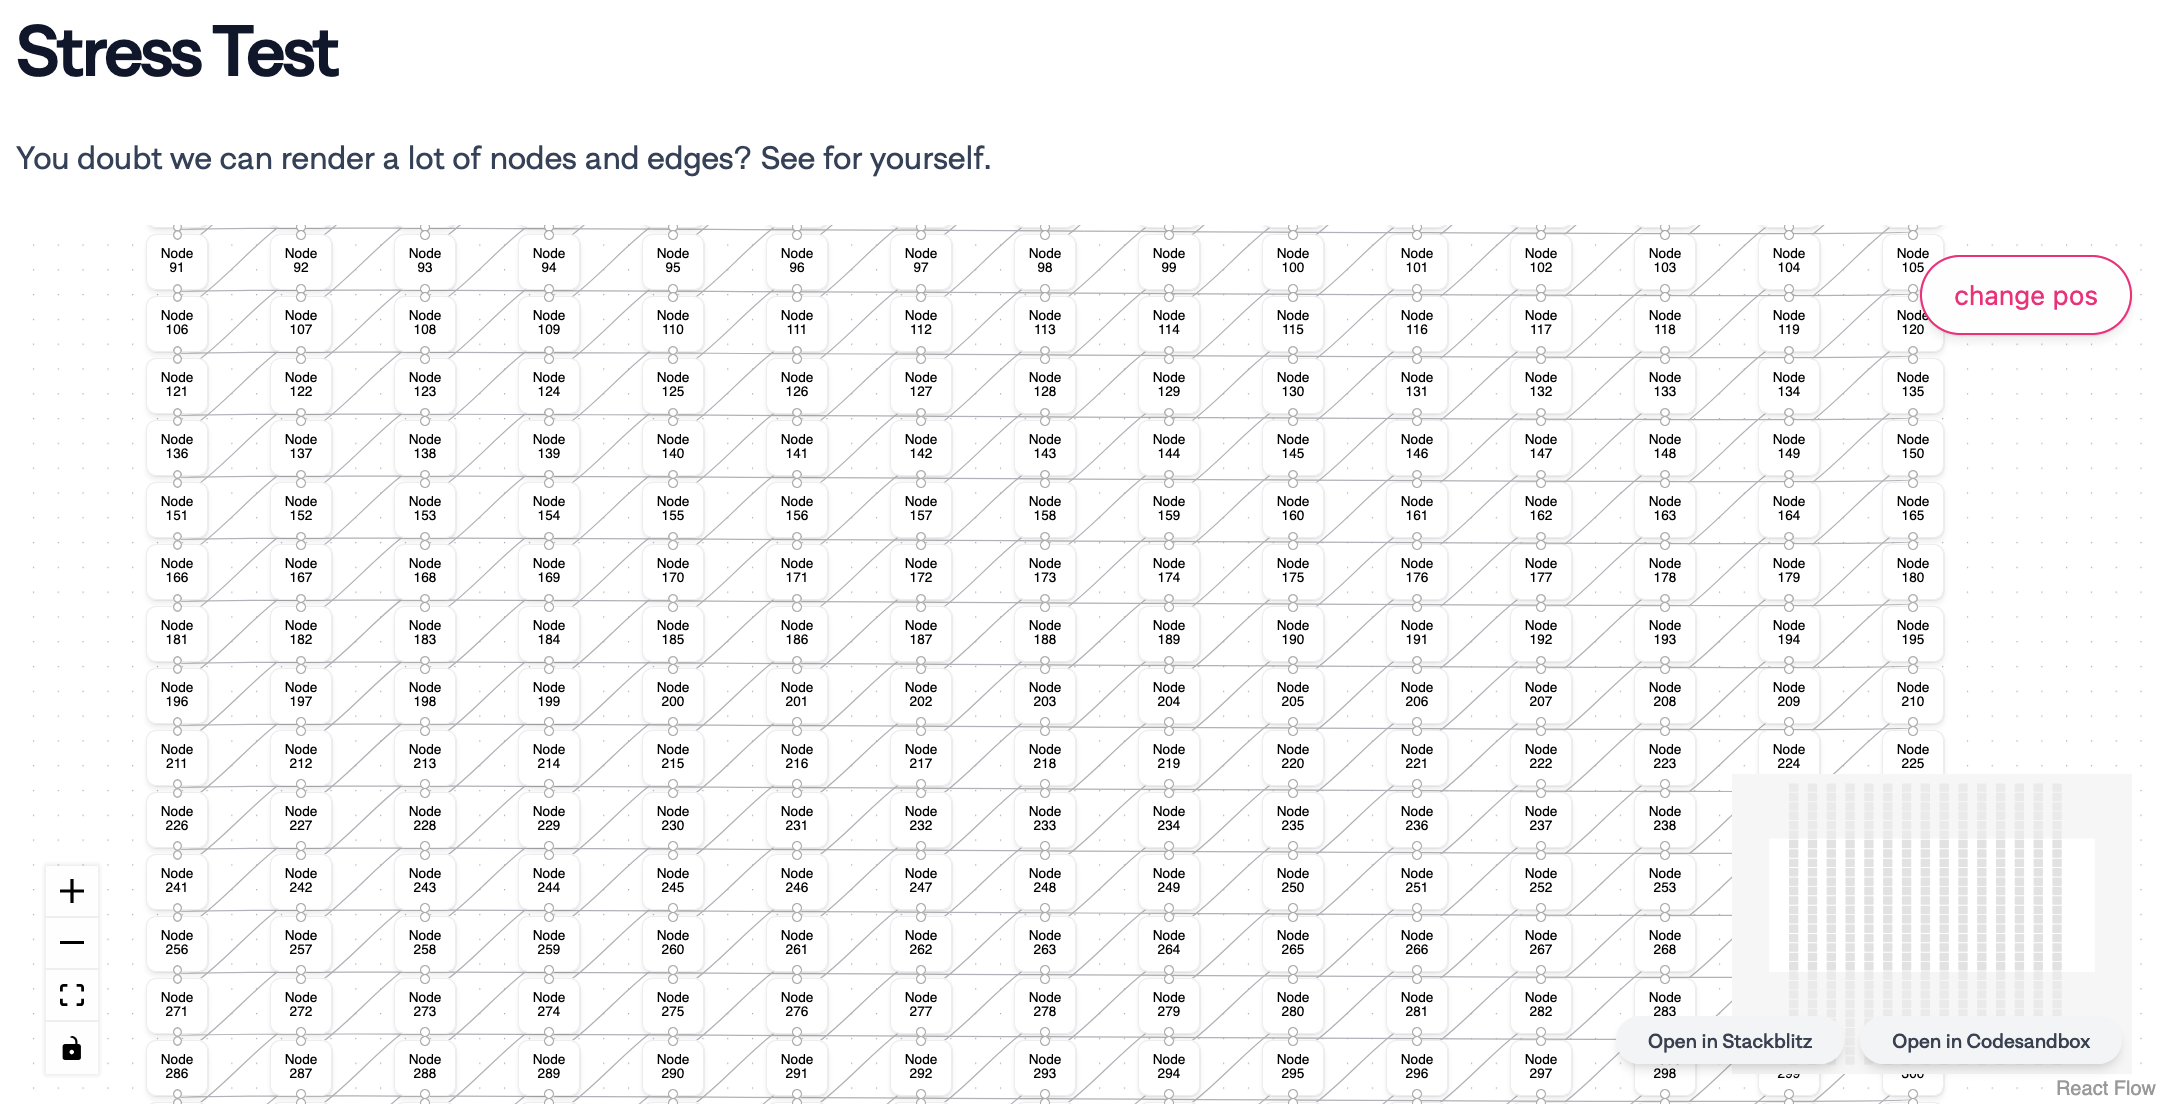 Stress Test
You doubt we can render a lot of nodes and edges? See for yourself.
Node Node Node Node Node Node Node Node Node Node Node Node Node Node Node
91 92 93 94 95 96 97 98 99 100 101 102 103 104 105
change pos
Node Node Node Node Node Node Node Node Node Node Node Node Node Node Node
106 107 108 109 110 111 112 113 114 115 116 117 118 119 120
Node Node Node Node Node Node Node Node Node Node Node Node Node Node Node
121 122 123 124 125 126 127 128 129 130 131 132 133 134 135
Node Node Node Node Node Node Node Node Node Node Node Node Node Node Node
136 137 138 139 140 141 142 143 144 145 146 147 148 149 150
Node Node Node Node Node Node Node Node Node Node Node Node Node Node Node
151 152 153 154 155 156 157 158 159 160 161 162 163 164 165
Node Node Node Node Node Node Node Node Node Node Node Node Node Node Node
166 167 168 169 170 171 172 173 174 175 176 177 178 179 180
Node Node Node Node Node Node Node Node Node Node Node Node Node Node Node
181 182 183 184 185 186 187 188 189 190 191 192 193 194 195
Node Node Node Node Node Node Node Node Node Node Node Node Node Node Node
196 197 198 199 200 201 202 203 204 205 206 207 208 209 210
Node Node Node Node Node Node Node Node Node Node Node Node Node Node Node
211 212 213 214 215 216 217 218 219 220 221 222 223 224 225
Node Node Node Node Node Node Node Node Node Node Node Node Node
226 227 228 229 230 231 232 233 234 235 236 237 238
Node Node Node Node Node Node Node Node Node Node Node Node Node
241 242 243 244 245 246 247 248 249 250 251 252 253
Node Node Node Node Node Node Node Node Node Node Node Node Node
256 257 258 259 260 261 262 263 264 265 266 267 268
Node Node Node Node Node Node Node Node Node Node Node Node Node
271 272 273 274 275 276 277 278 279 280 281 282 283
Open in Stackblitz
Open in Codesandbox
Node Node Node Node Node Node Node Node Node Node Node Node
286 287 288 289 290 291 292 293 294 295 296 297 298
React Flow